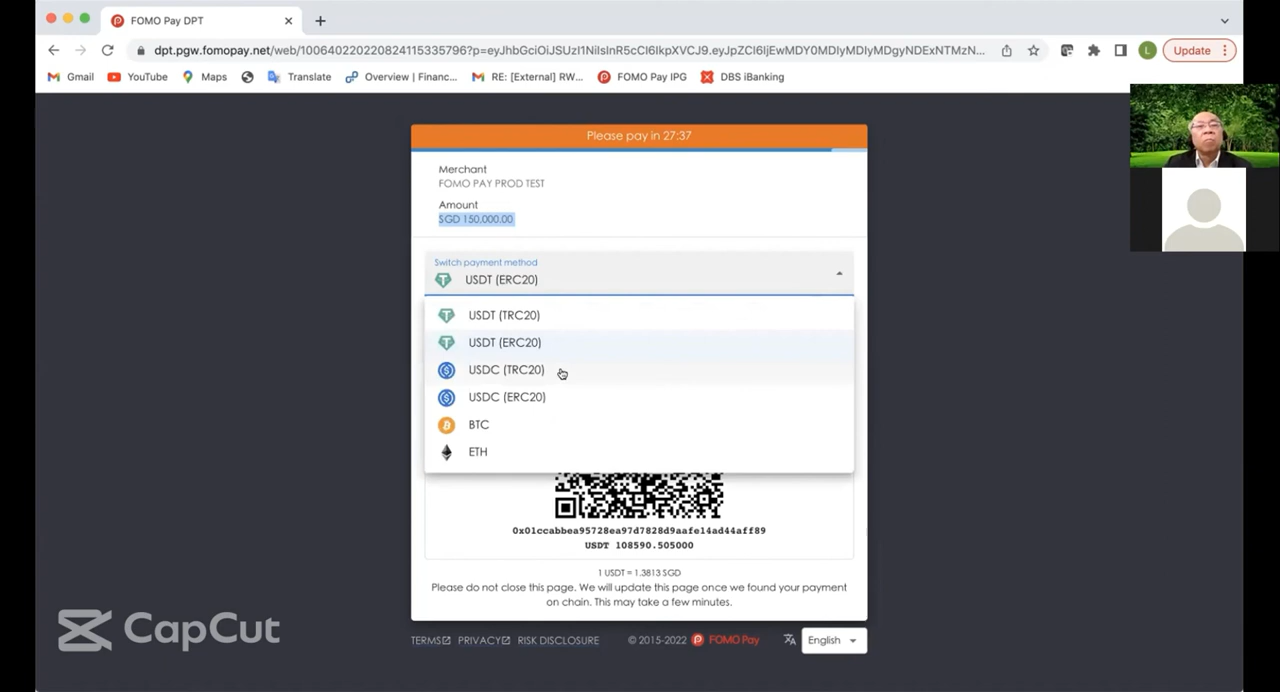 FOMO Pay DPT
dpt.pgw.fomopay.net/web/100640220220824115335796?p=eyJhbGciOiJSUzI1NiIsInR5cCI6IkpXVCJ9.eyJpZCI6IjEwMDY0MDIyMDIyMDgyNDExNTMzN...
L
Update
Gmail
YouTube
Maps
Translate
Overview | Financ...
RE: [External] RW...
FOMO Pay IPG
DBS iBanking
Please pay in 27:37
Merchant
FOMO PAY PROD TEST
Amount
SGD 150,000.00
Switch payment method
USDT (ERC20)
USDT (TRC20)
USDT (ERC20)
USDC (TRC20)
USDC (ERC20)
BTC
ETH
0x01ccabbea95728ea97d7828d9aafe14ad44aff89
USDT 108590.505000
1 USDT = 1.3813 SGD
Please do not close this page. We will update this page once we found your payment
on chain. This may take a few minutes.
CapCut
TERMS PRIVACY RISK DISCLOSURE © 2015-2022 FOMO Pay English